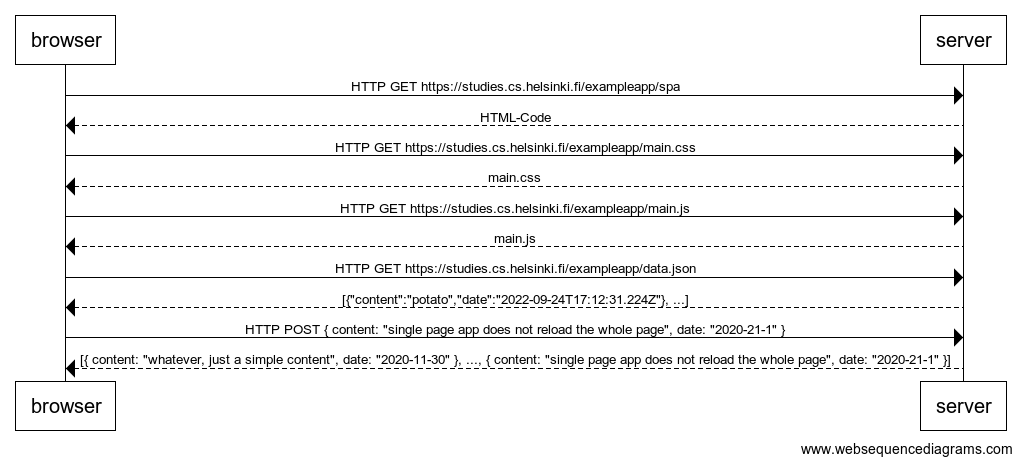 browser server
HTTP GET https://studies.cs.helsinki.fi/exampleapp/spa
HTML-Code
HTTP GET https://studies.cs.helsinki.fi/exampleapp/main.css
main.css
HTTP GET https://studies.cs.helsinki.fi/exampleapp/main.js
main.js
HTTP GET https://studies.cs.helsinki.fi/exampleapp/data.json
[{"content":"potato","date":"2022-09-24T17:12:31.224Z"}, ...]
HTTP POST { content: "single page app does not reload the whole page", date: "2020-21-1" }
[{ content: "whatever, just a simple content", date: "2020-11-30" }, ..., { content: "single page app does not reload the whole page", date: "2020-21-1" }]
browser server
www.websequencediagrams.com